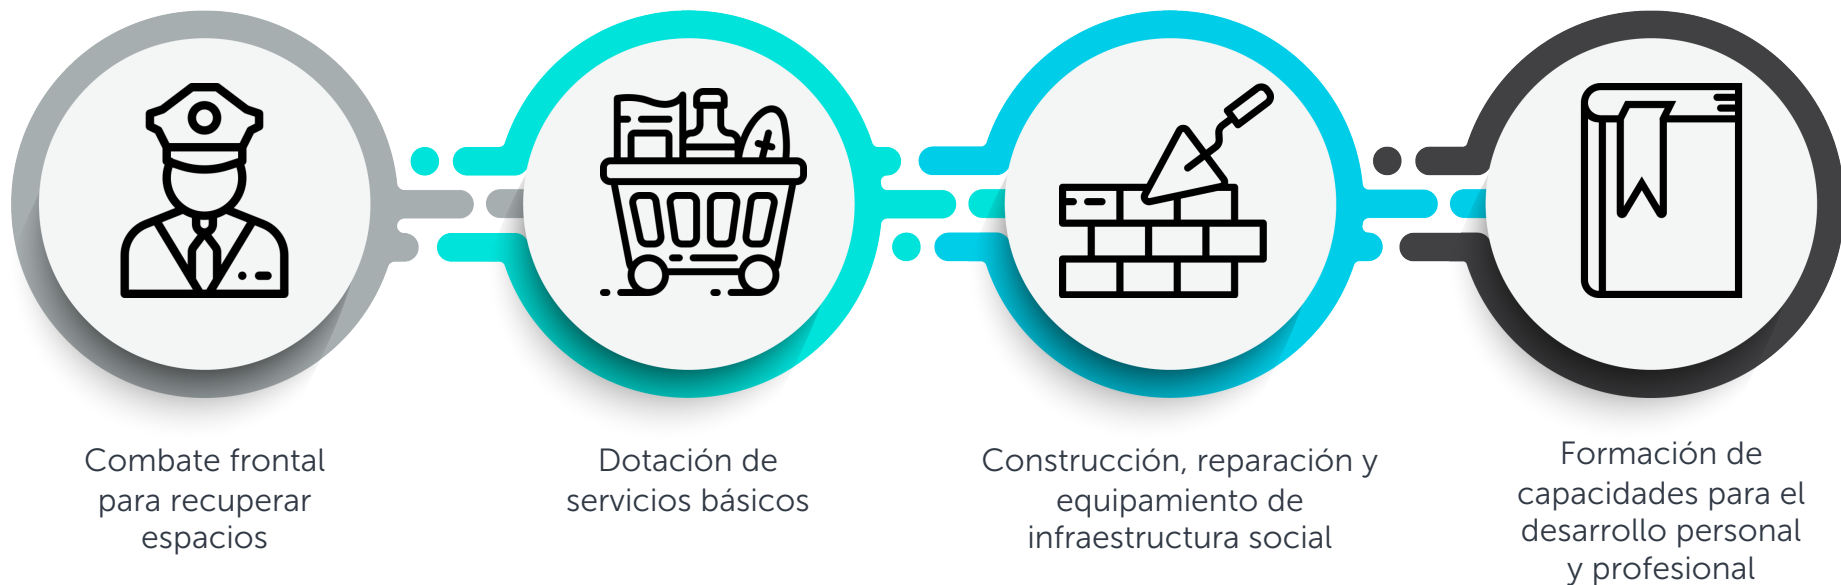 Combate frontal
para recuperar
espacios
Dotación de
servicios básicos
Construcción, reparación y
equipamiento de
infraestructura social
Formación de
capacidades para el
desarrollo personal
y profesional